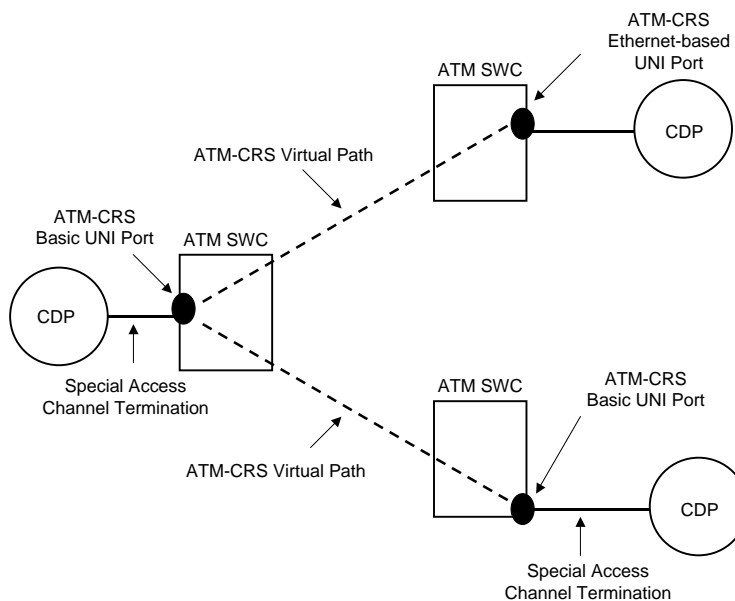 ATM-CRS
Ethernet-based
UNI Port
ATM SWC
CDP
ATM-CRS Virtual Path
ATM-CRS
Basic UNI Port
ATM SWC
CDP
Special Access
Channel Termination
ATM SWC
ATM-CRS
Basic UNI Port
ATM-CRS Virtual Path
CDP
Special Access
Channel Termination